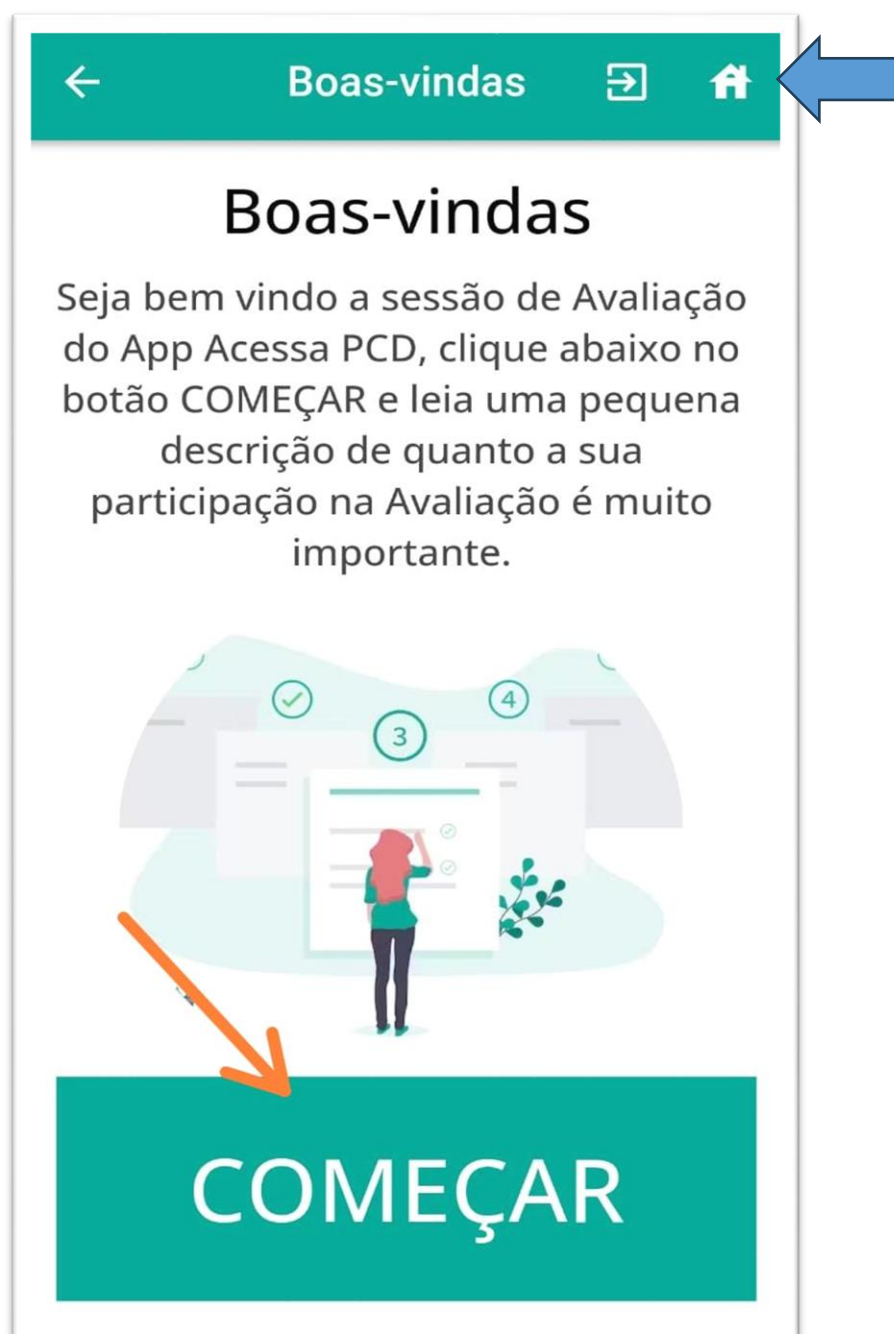 Boas-vindas
Boas-vindas
Seja bem vindo a sessão de Avaliação
do App Acessa PCD, clique abaixo no
botão COMEÇAR e leia uma pequena
descrição de quanto a sua
participação na Avaliação é muito
importante.
4
3
COMEÇAR